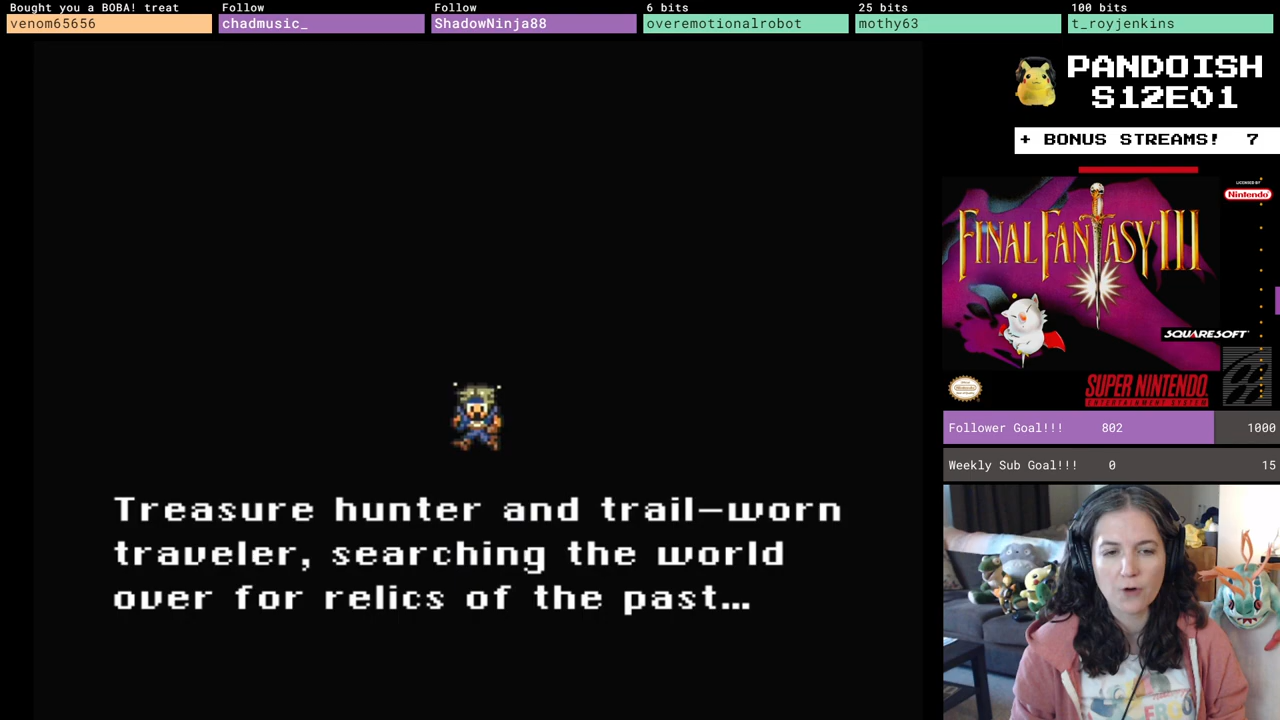 Bought you a BOBA! treat
venom65656
Follow
chadmusic_
Follow
ShadowNinja88
6 bits
overemotionalrobot
25 bits
mothy63
100 bits
t_royjenkins
PANDOISH
S12E01
+ BONUS STREAMS! 7
LICENSED BY
Nintendo
FINAL FANTASY III
SQUARESOFT
SUPER NINTENDO
ENTERTAINMENT SYSTEM
Follower Goal!!! 802 1000
Weekly Sub Goal!!! 0 15
Treasure hunter and trail-worn
traveler, searching the world
over for relics of the past...